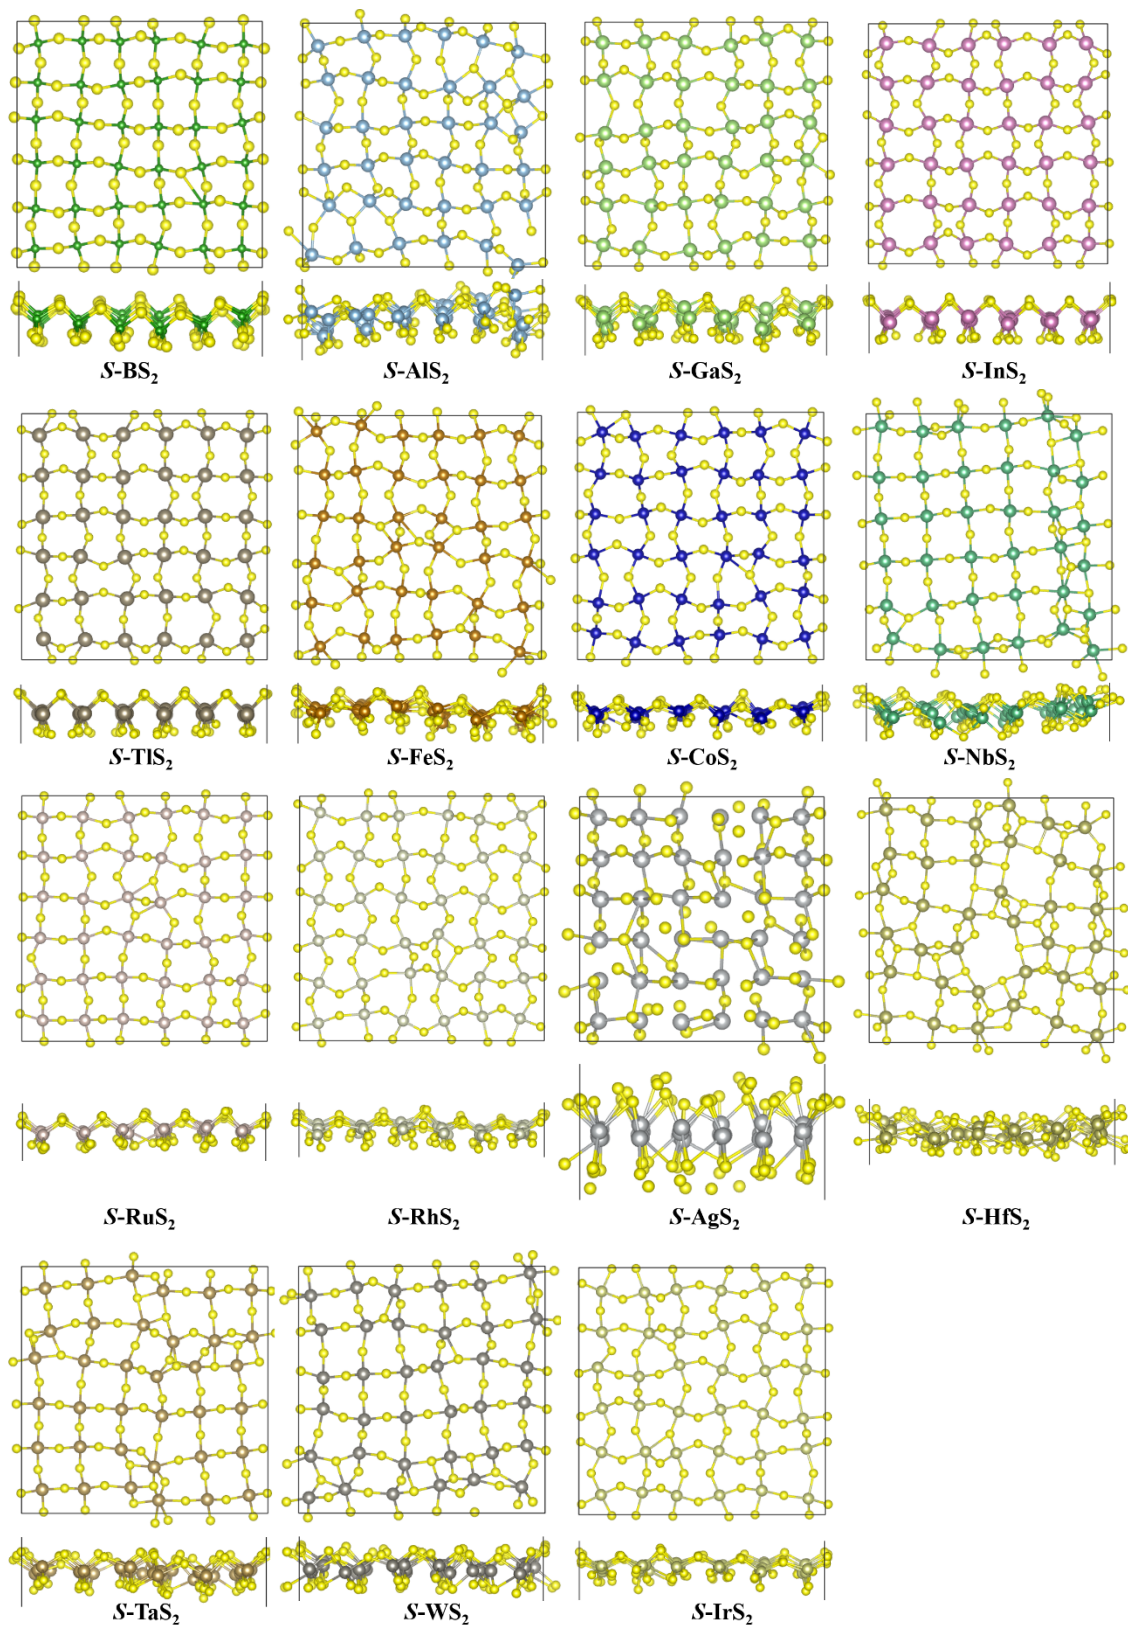 S-BS₂
S-AlS₂
S-GaS₂
S-InS₂
S-TlS₂
S-FeS₂
S-CoS₂
S-NbS₂
S-RuS₂
S-RhS₂
S-AgS₂
S-HfS₂
S-TaS₂
S-WS₂
S-IrS₂